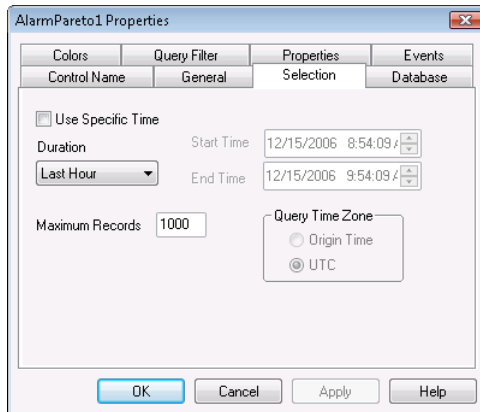 AlarmPareto1 Properties
Colors Query Filter Properties Events
Control Name General Selection Database
Use Specific Time
Duration Start Time 12/15/2006 8:54:09 A
Last Hour End Time 12/15/2006 9:54:09 A
Maximum Records 1000 Query Time Zone
Origin Time
UTC
OK Cancel Apply Help